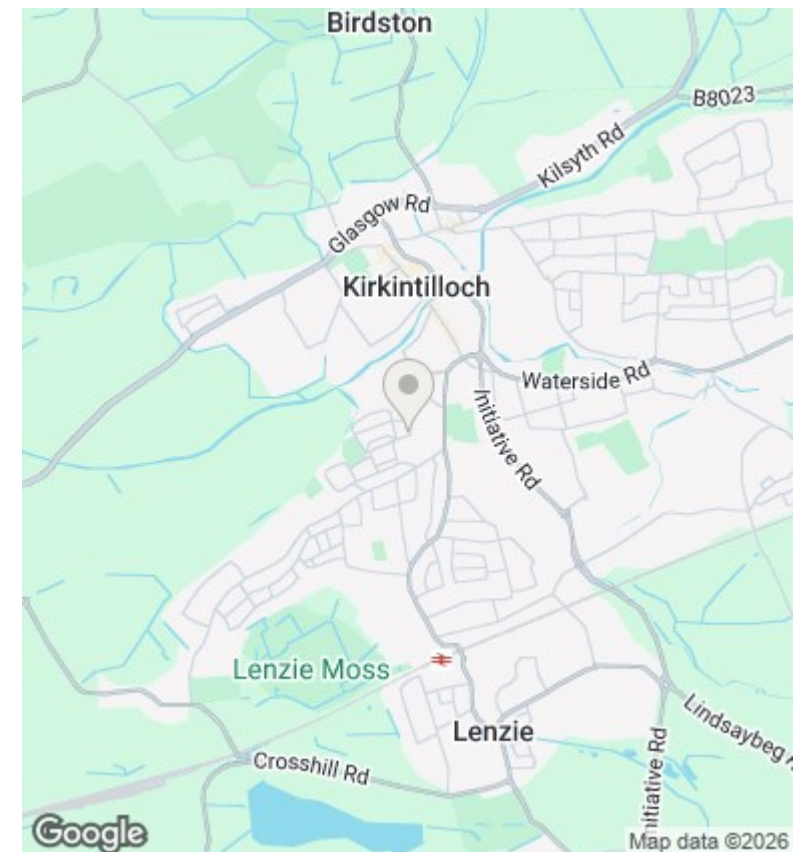 Birdston
B8023
Kilsyth Rd
Glasgow Rd
Kirkintilloch
Waterside Rd
Initiative Rd
Lenzie Moss
Lenzie
Lindsaybeg
Initiative Rd
Crosshill Rd
Google
Map data ©2026